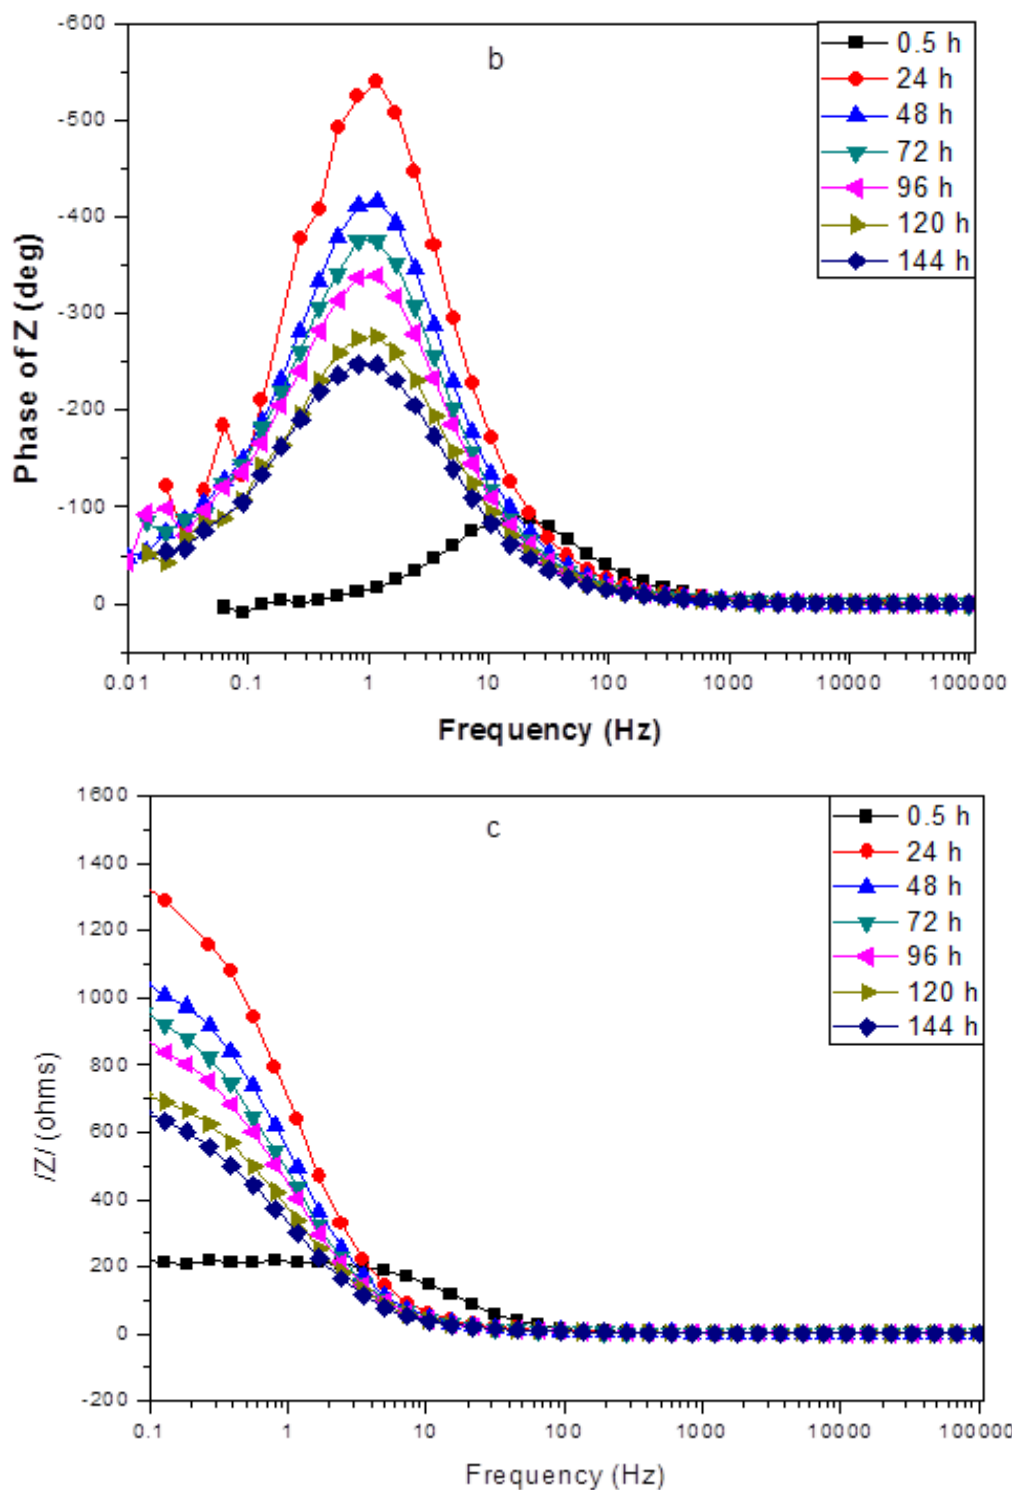 b
-600
-500
-400
-300
-200
-100
0
Phase of Z (deg)
0.5 h
24 h
48 h
72 h
96 h
120 h
144 h
0.01 0.1 1 10 100 1000 10000 100000
Frequency (Hz)
c
1600
1400
1200
1000
800
600
400
200
0
-200
/Z/ (ohms)
0.5 h
24 h
48 h
72 h
96 h
120 h
144 h
0.1 1 10 100 1000 10000 100000
Frequency (Hz)